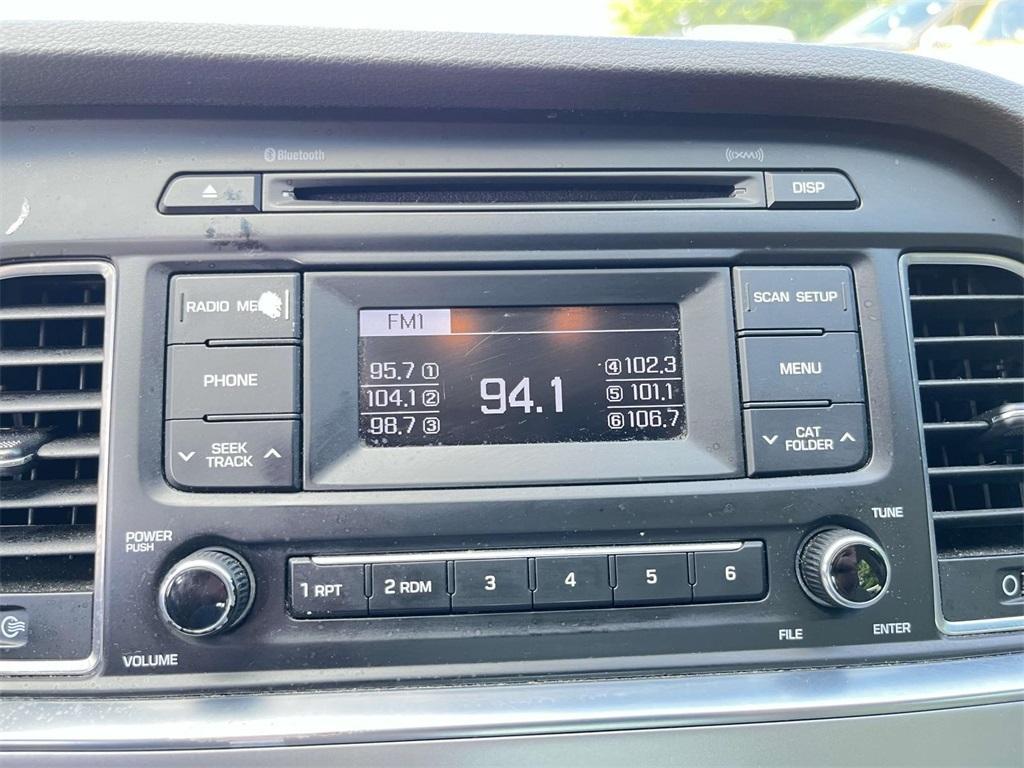 Bluetooth
((XM))
DISP
RADIO
SCAN SETUP
FM1
95.7 1
104.1 2
98.7 3
94.1
4 102.3
5 101.1
6 106.7
PHONE
MENU
SEEK
TRACK
CAT
FOLDER
POWER
PUSH
TUNE
1 RPT
2 RDM
3
4
5
6
VOLUME
FILE
ENTER